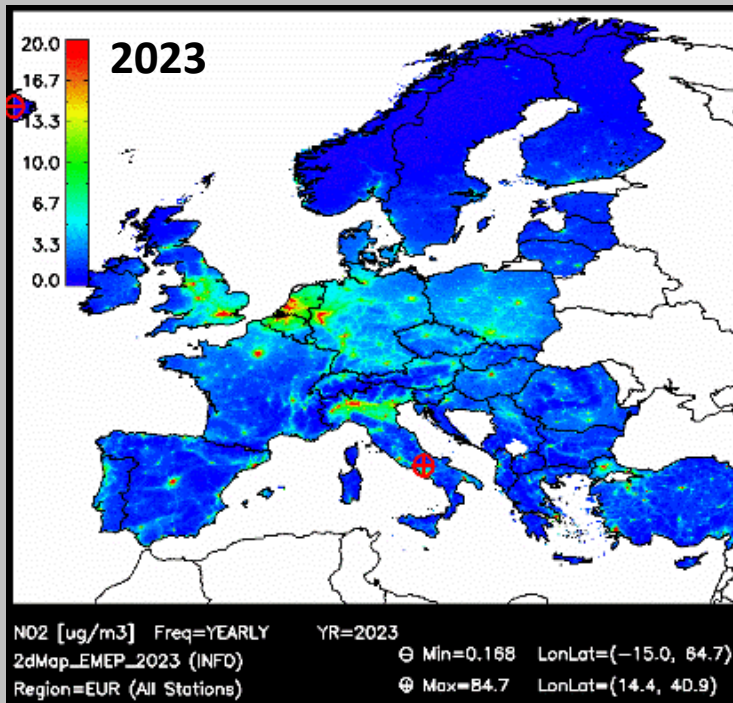 2023
20.0
16.7
13.3
10.0
6.7
3.3
0.0
NO2 [ug/m3] Freq=YEARLY YR=2023
2dMap_EMEP_2023 (INFO)
⊖ Min=0.168 LonLat=(-15.0, 64.7)
Region=EUR (All Stations)
⊕ Max=84.7 LonLat=(14.4, 40.9)